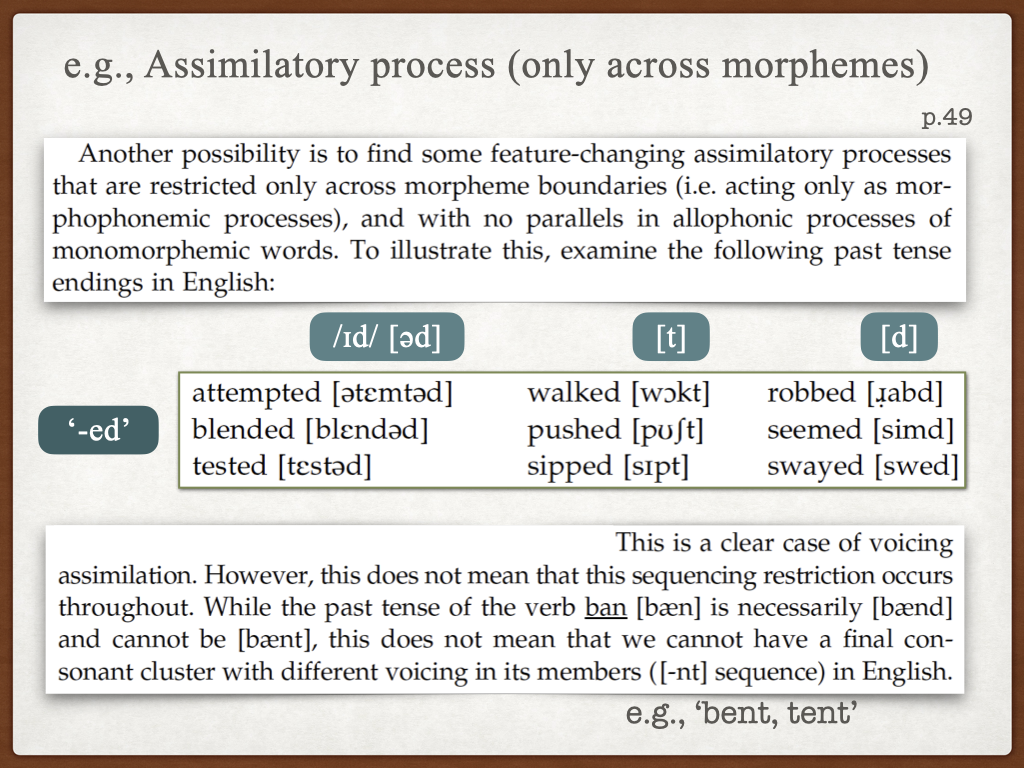 e.g., Assimilatory process (only across morphemes)
p.49
Another possibility is to find some feature-changing assimilatory processes
that are restricted only across morpheme boundaries (i.e. acting only as mor-
phophonemic processes), and with no parallels in allophonic processes of
monomorphemic words. To illustrate this, examine the following past tense
endings in English:
/ɪd/ [əd] [t] [d]
attempted [ətɛmtəd] walked [wɔkt] robbed [ɹ̣abd]
‘-ed’ blended [blɛndəd] pushed [pʊʃt] seemed [simd]
tested [tɛstəd] sipped [sɪpt] swayed [swed]
This is a clear case of voicing
assimilation. However, this does not mean that this sequencing restriction occurs
throughout. While the past tense of the verb ban [bæn] is necessarily [bænd]
and cannot be [bænt], this does not mean that we cannot have a final con-
sonant cluster with different voicing in its members ([-nt] sequence) in English.
e.g., ‘bent, tent’